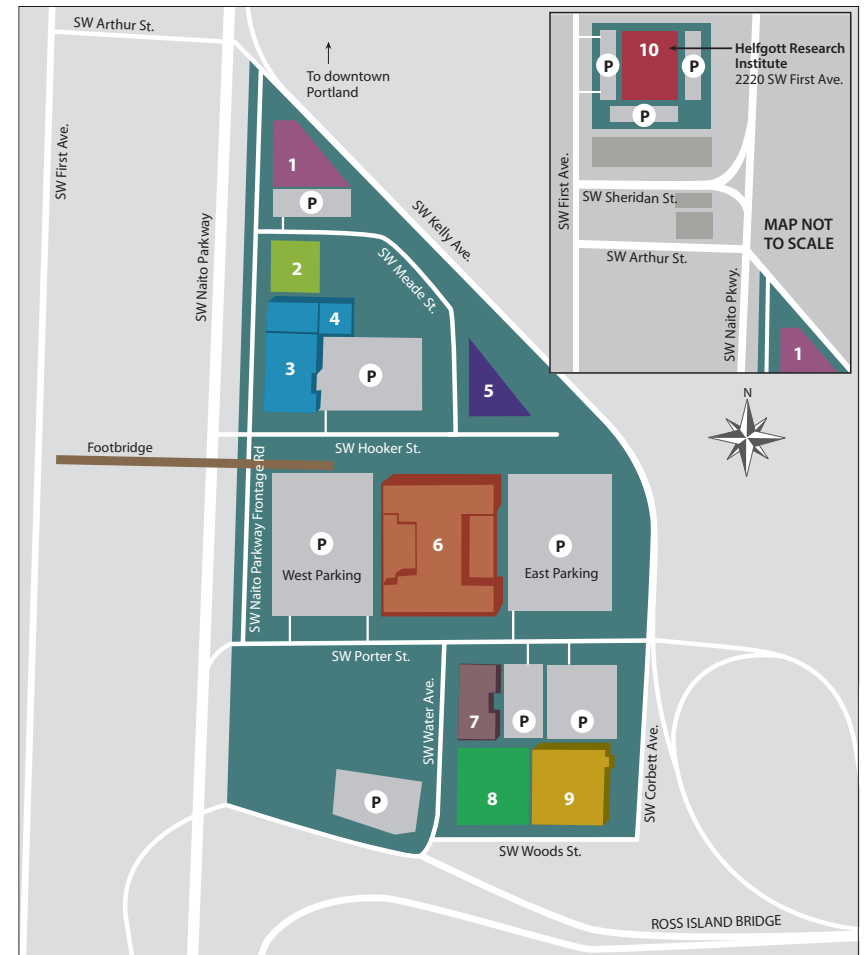 SW Arthur St.
To downtown
Portland
SW First Ave.
SW Naito Parkway
1
P
SW Kelly Ave.
SW Meade St.
2
4
3
P
5
Footbridge
SW Hooker St.
SW Naito Parkway Frontage Rd
P
West Parking
6
P
East Parking
SW Porter St.
SW Water Ave.
7
P
P
SW Corbett Ave.
P
8
9
SW Woods St.
ROSS ISLAND BRIDGE
10
P
P
P
Helfgott Research
Institute
2220 SW First Ave.
SW First Ave.
SW Sheridan St.
MAP NOT
TO SCALE
SW Arthur St.
SW Naito Pkwy.
1
N